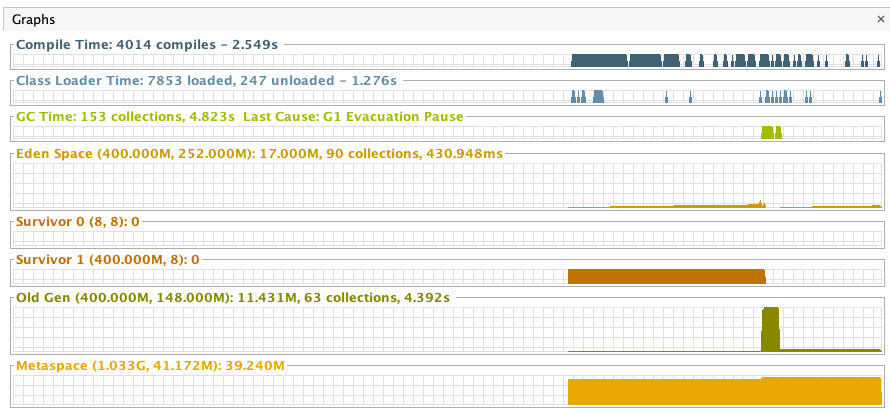 Graphs
Compile Time: 4014 compiles - 2.549s
Class Loader Time: 7853 loaded, 247 unloaded - 1.276s
GC Time: 153 collections, 4.823s  Last Cause: G1 Evacuation Pause
Eden Space (400.000M, 252.000M): 17.000M, 90 collections, 430.948ms
Survivor 0 (8, 8): 0
Survivor 1 (400.000M, 8): 0
Old Gen (400.000M, 148.000M): 11.431M, 63 collections, 4.392s
Metaspace (1.033G, 41.172M): 39.240M